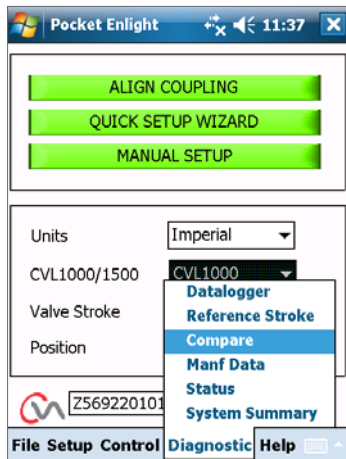 Pocket Enlight 11:37
ALIGN COUPLING
QUICK SETUP WIZARD
MANUAL SETUP
Units Imperial
CVL1000/1500 CVL1000
Valve Stroke
Position
Datalogger
Reference Stroke
Compare
Manf Data
Status
System Summary
Z569220101
File Setup Control Diagnostic Help